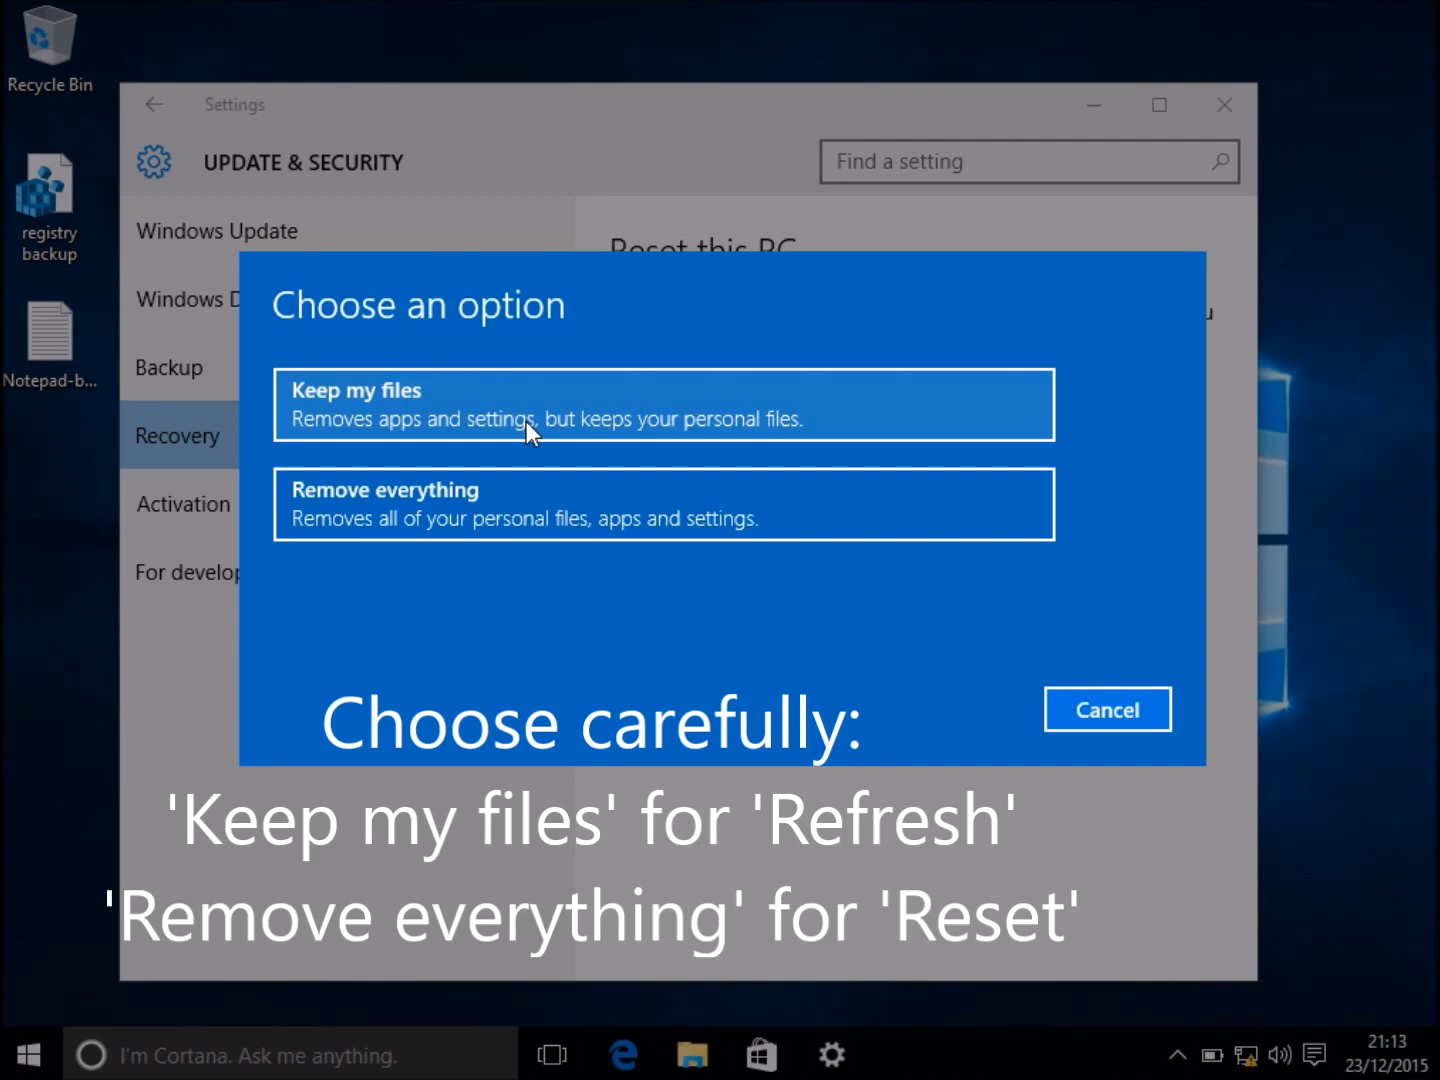 Recycle Bin
Settings
UPDATE & SECURITY
Find a setting
registry
backup
Windows Update
Reset this PC
Windows D
Choose an option
u
Backup
Keep my files
Removes apps and settings, but keeps your personal files.
Notepad-b...
Recovery
Remove everything
Removes all of your personal files, apps and settings.
Activation
For develop
Cancel
Choose carefully:
'Keep my files' for 'Refresh'
'Remove everything' for 'Reset'
I'm Cortana. Ask me anything.
21:13
23/12/2015